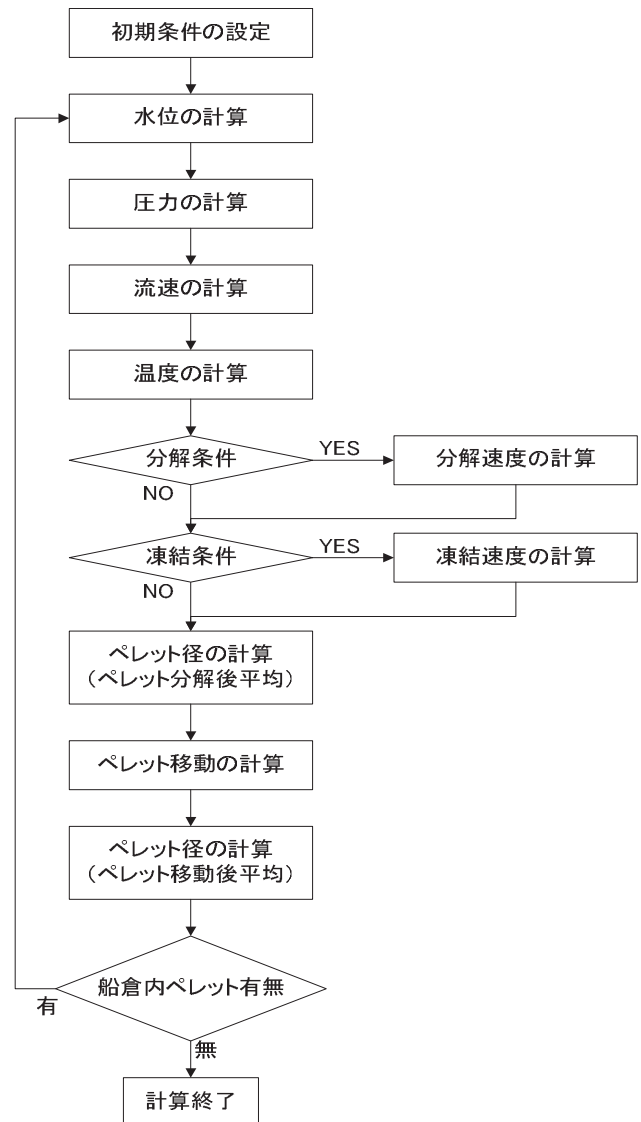 初期条件の設定
水位の計算
圧力の計算
流速の計算
温度の計算
分解条件
YES
分解速度の計算
NO
凍結条件
YES
凍結速度の計算
NO
ペレット径の計算
（ペレット分解後平均）
ペレット移動の計算
ペレット径の計算
（ペレット移動後平均）
船倉内ペレット有無
有
無
計算終了